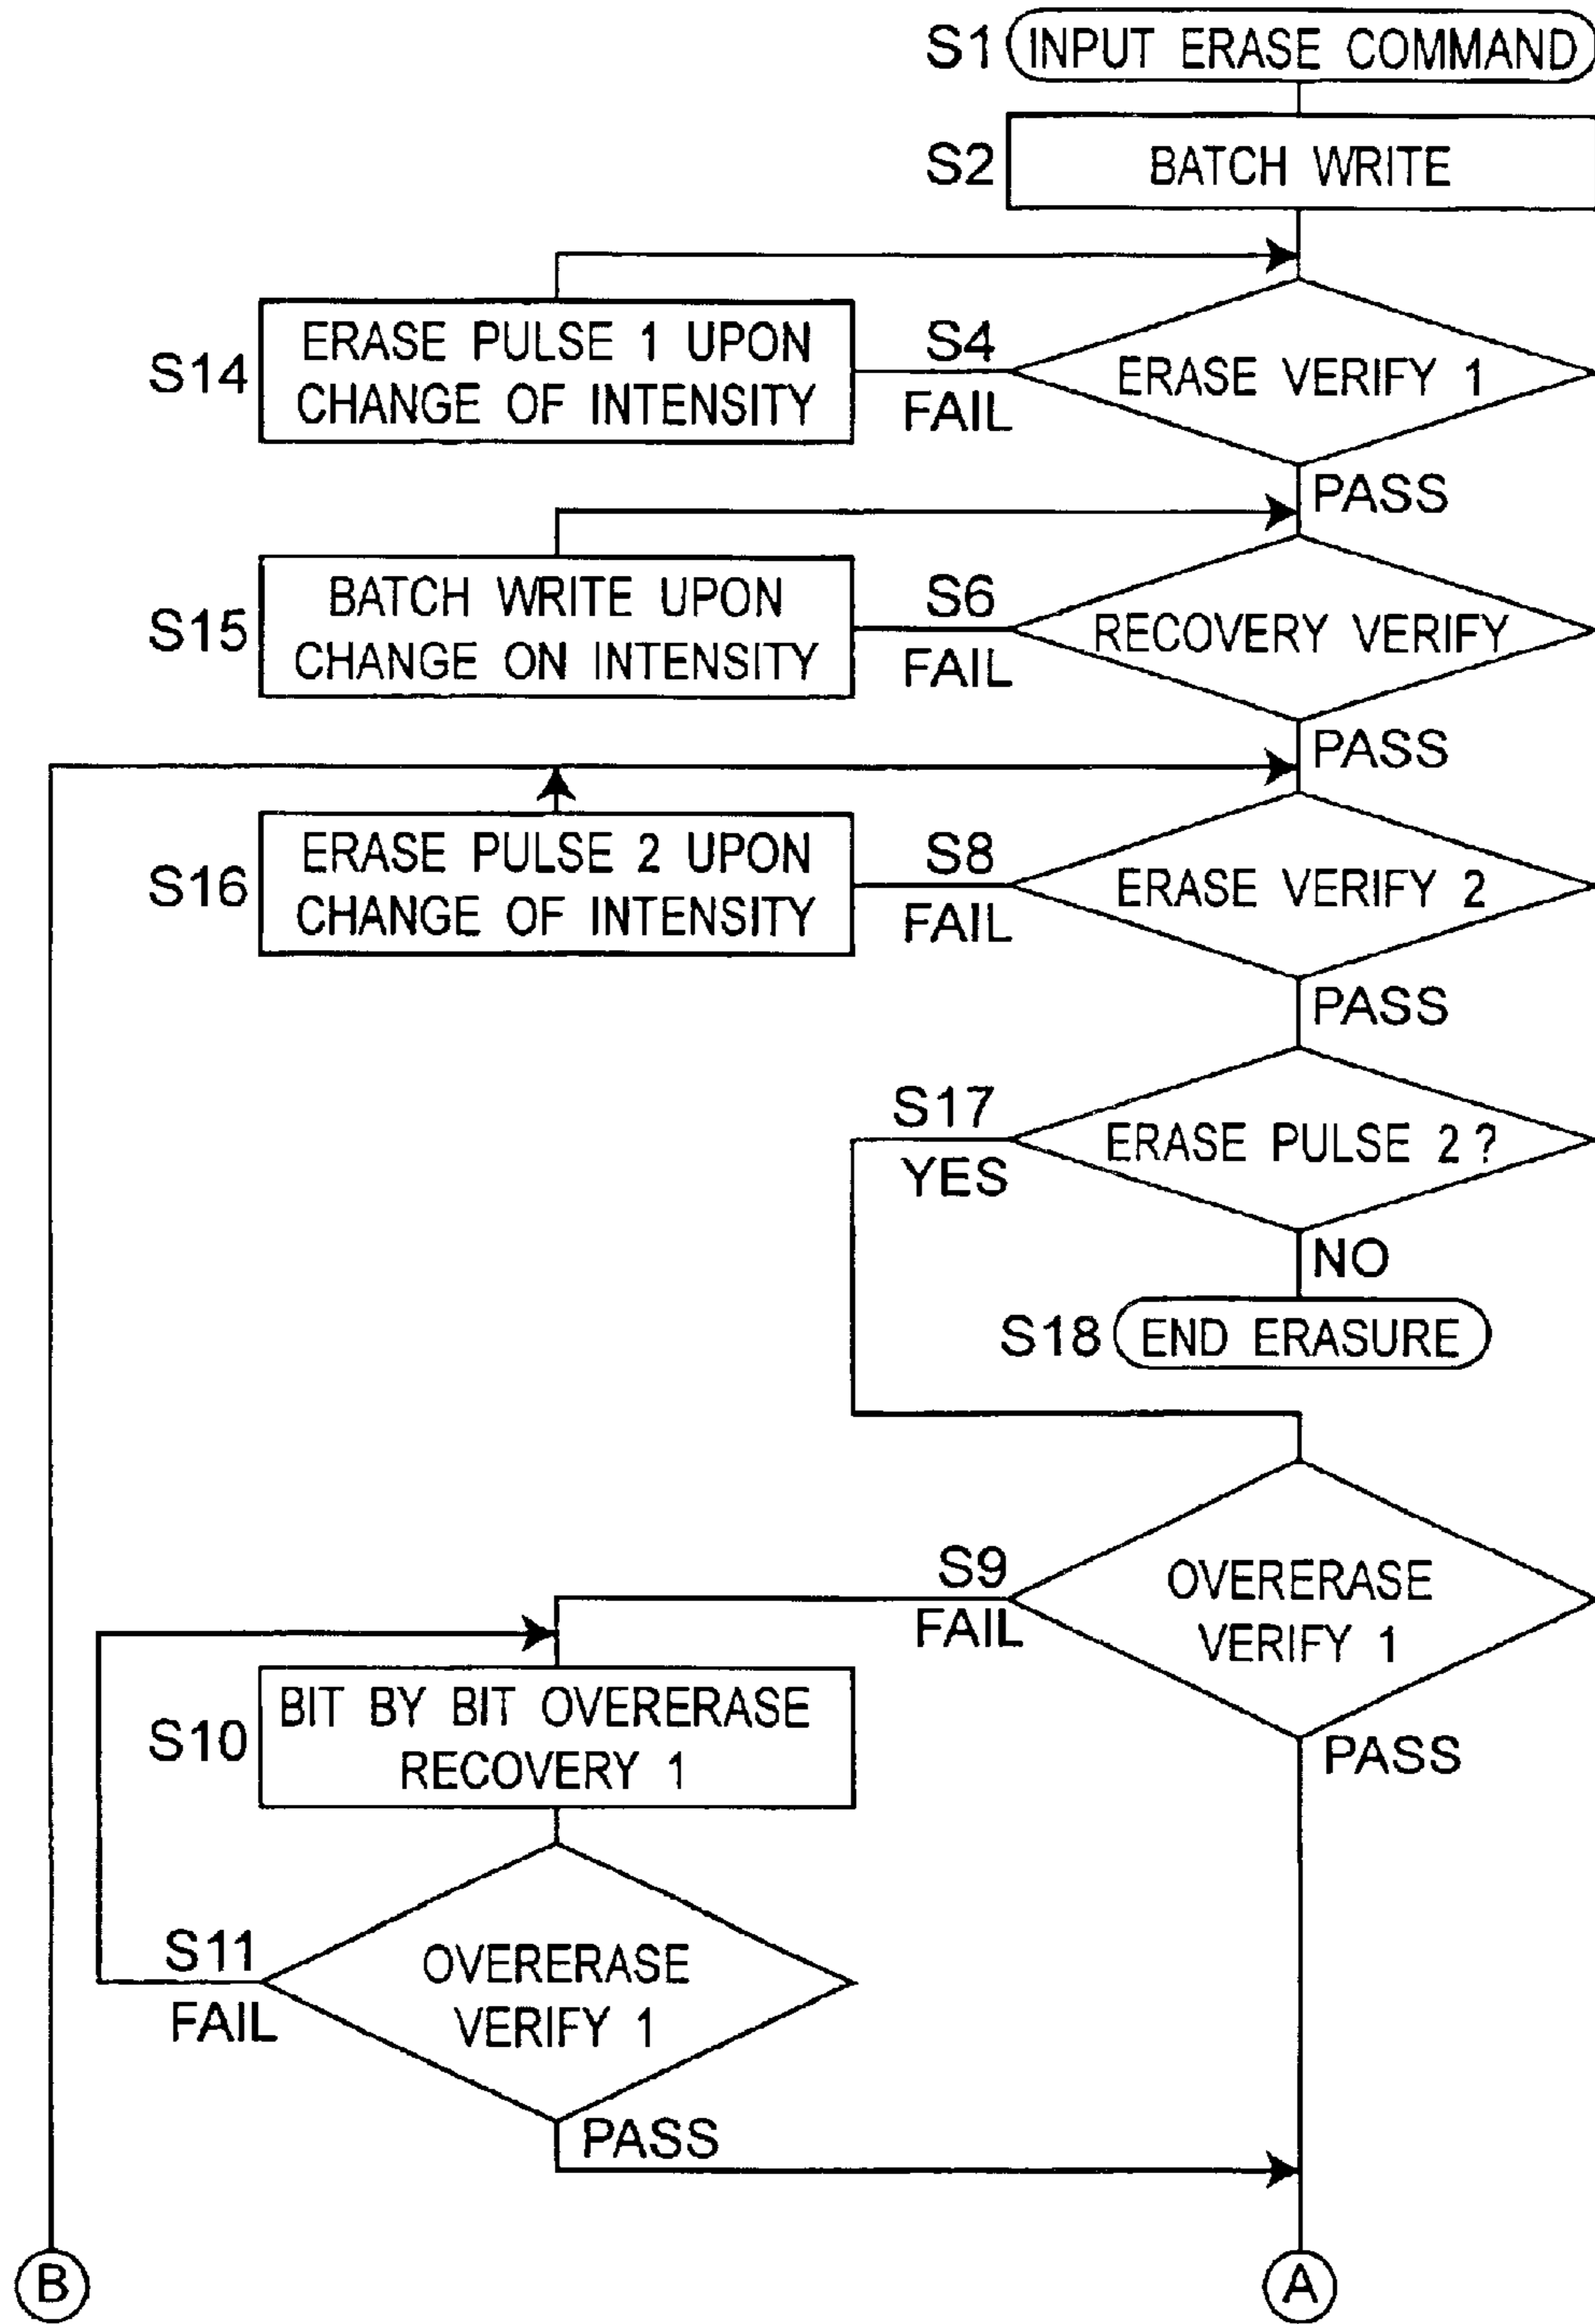 S1 INPUT ERASE COMMAND
S2 BATCH WRITE
S14 ERASE PULSE 1 UPON
CHANGE OF INTENSITY
S4
FAIL
ERASE VERIFY 1
PASS
S15 BATCH WRITE UPON
CHANGE ON INTENSITY
S6
FAIL
RECOVERY VERIFY
PASS
S16 ERASE PULSE 2 UPON
CHANGE OF INTENSITY
S8
FAIL
ERASE VERIFY 2
PASS
S17
YES
ERASE PULSE 2 ?
NO
S18 END ERASURE
S9
FAIL
OVERERASE
VERIFY 1
PASS
S10 BIT BY BIT OVERERASE
RECOVERY 1
S11
FAIL
OVERERASE
VERIFY 1
PASS
B
A